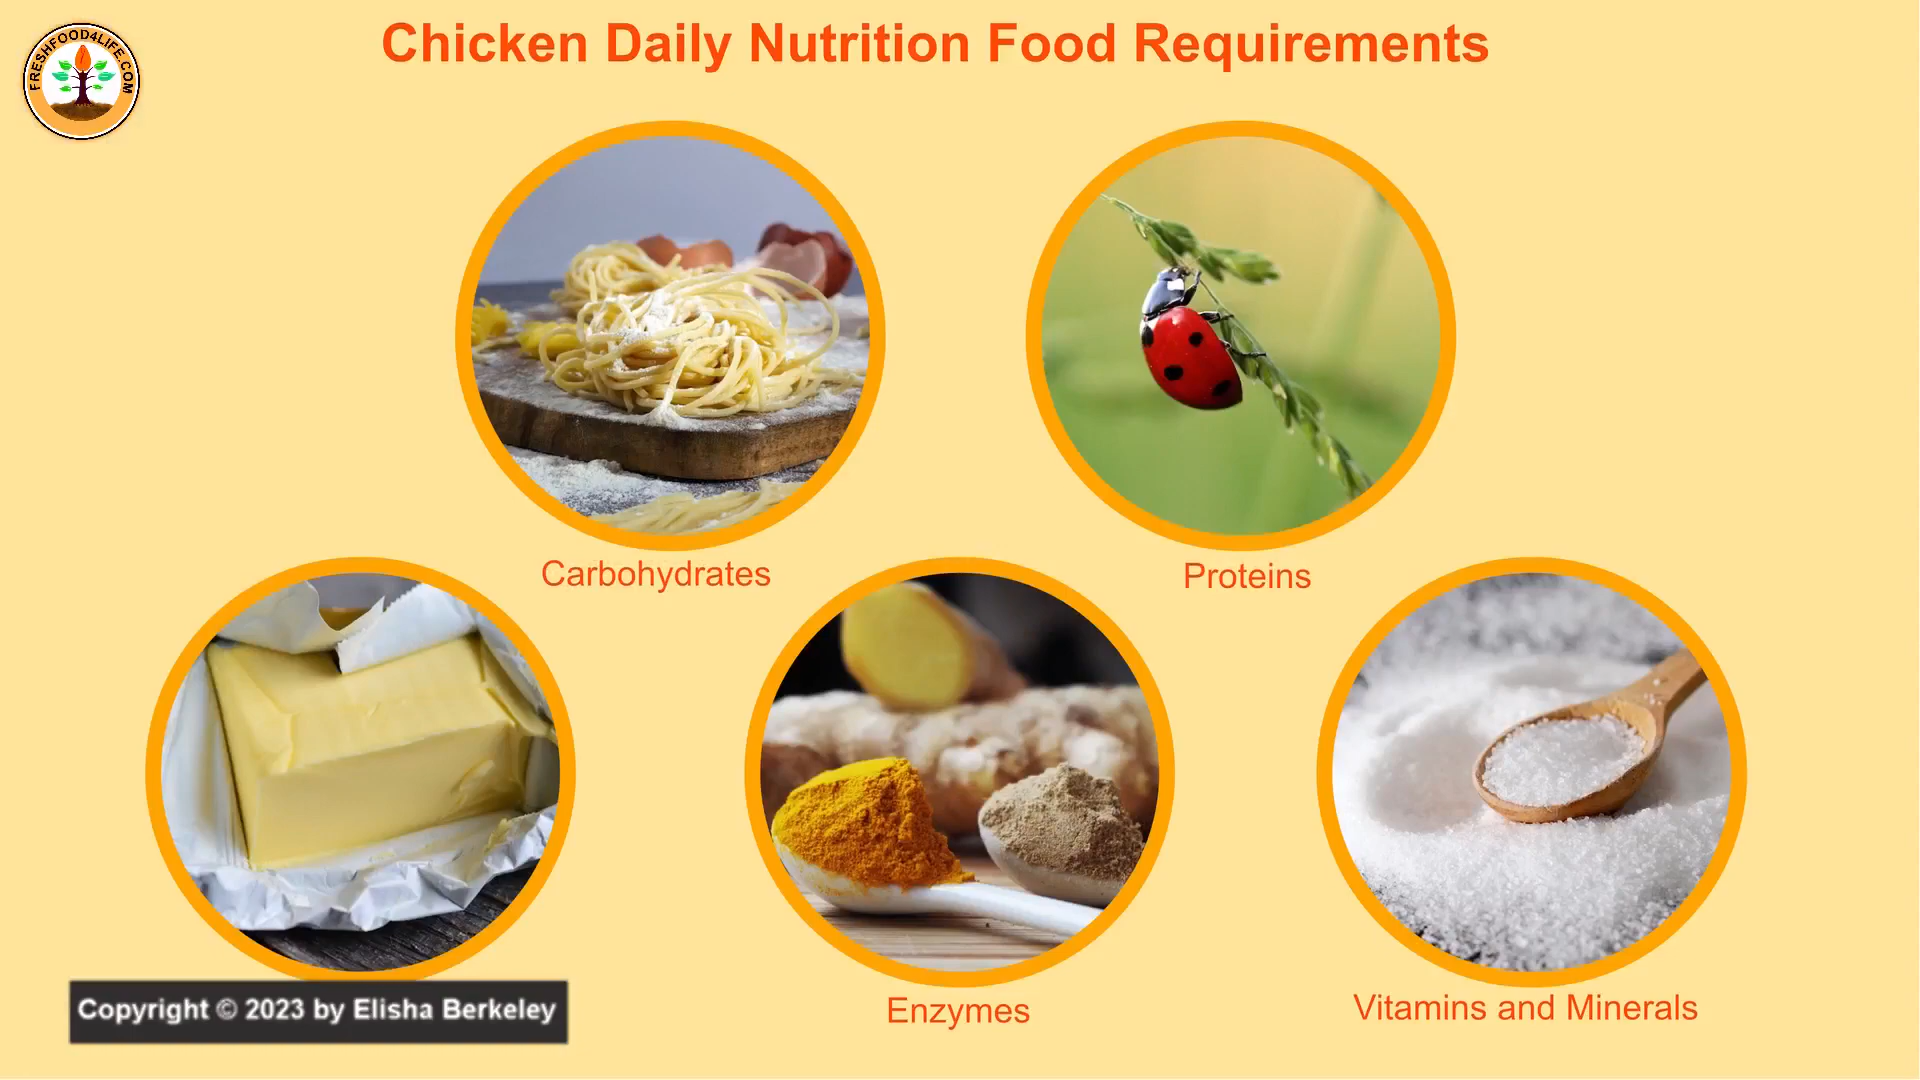 FRESHFOOD4LIFE.COM
Chicken Daily Nutrition Food Requirements
Carbohydrates
Proteins
Copyright © 2023 by Elisha Berkeley
Enzymes
Vitamins and Minerals